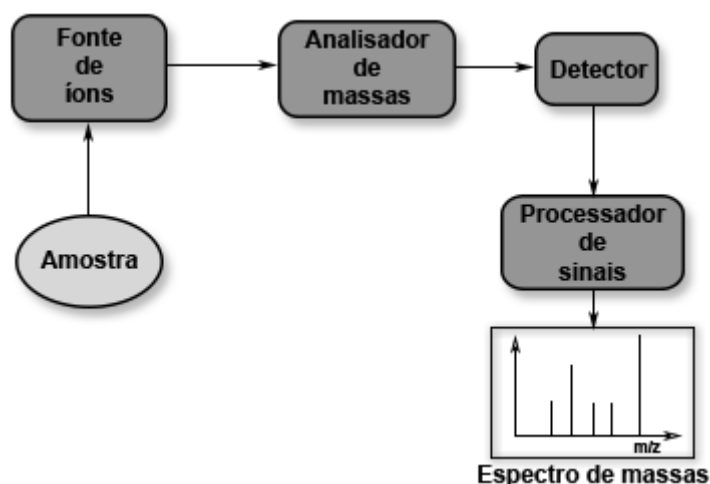 Fonte
de
íons
Analisador
de
massas
Detector
Amostra
Processador
de
sinais
m/z
Espectro de massas